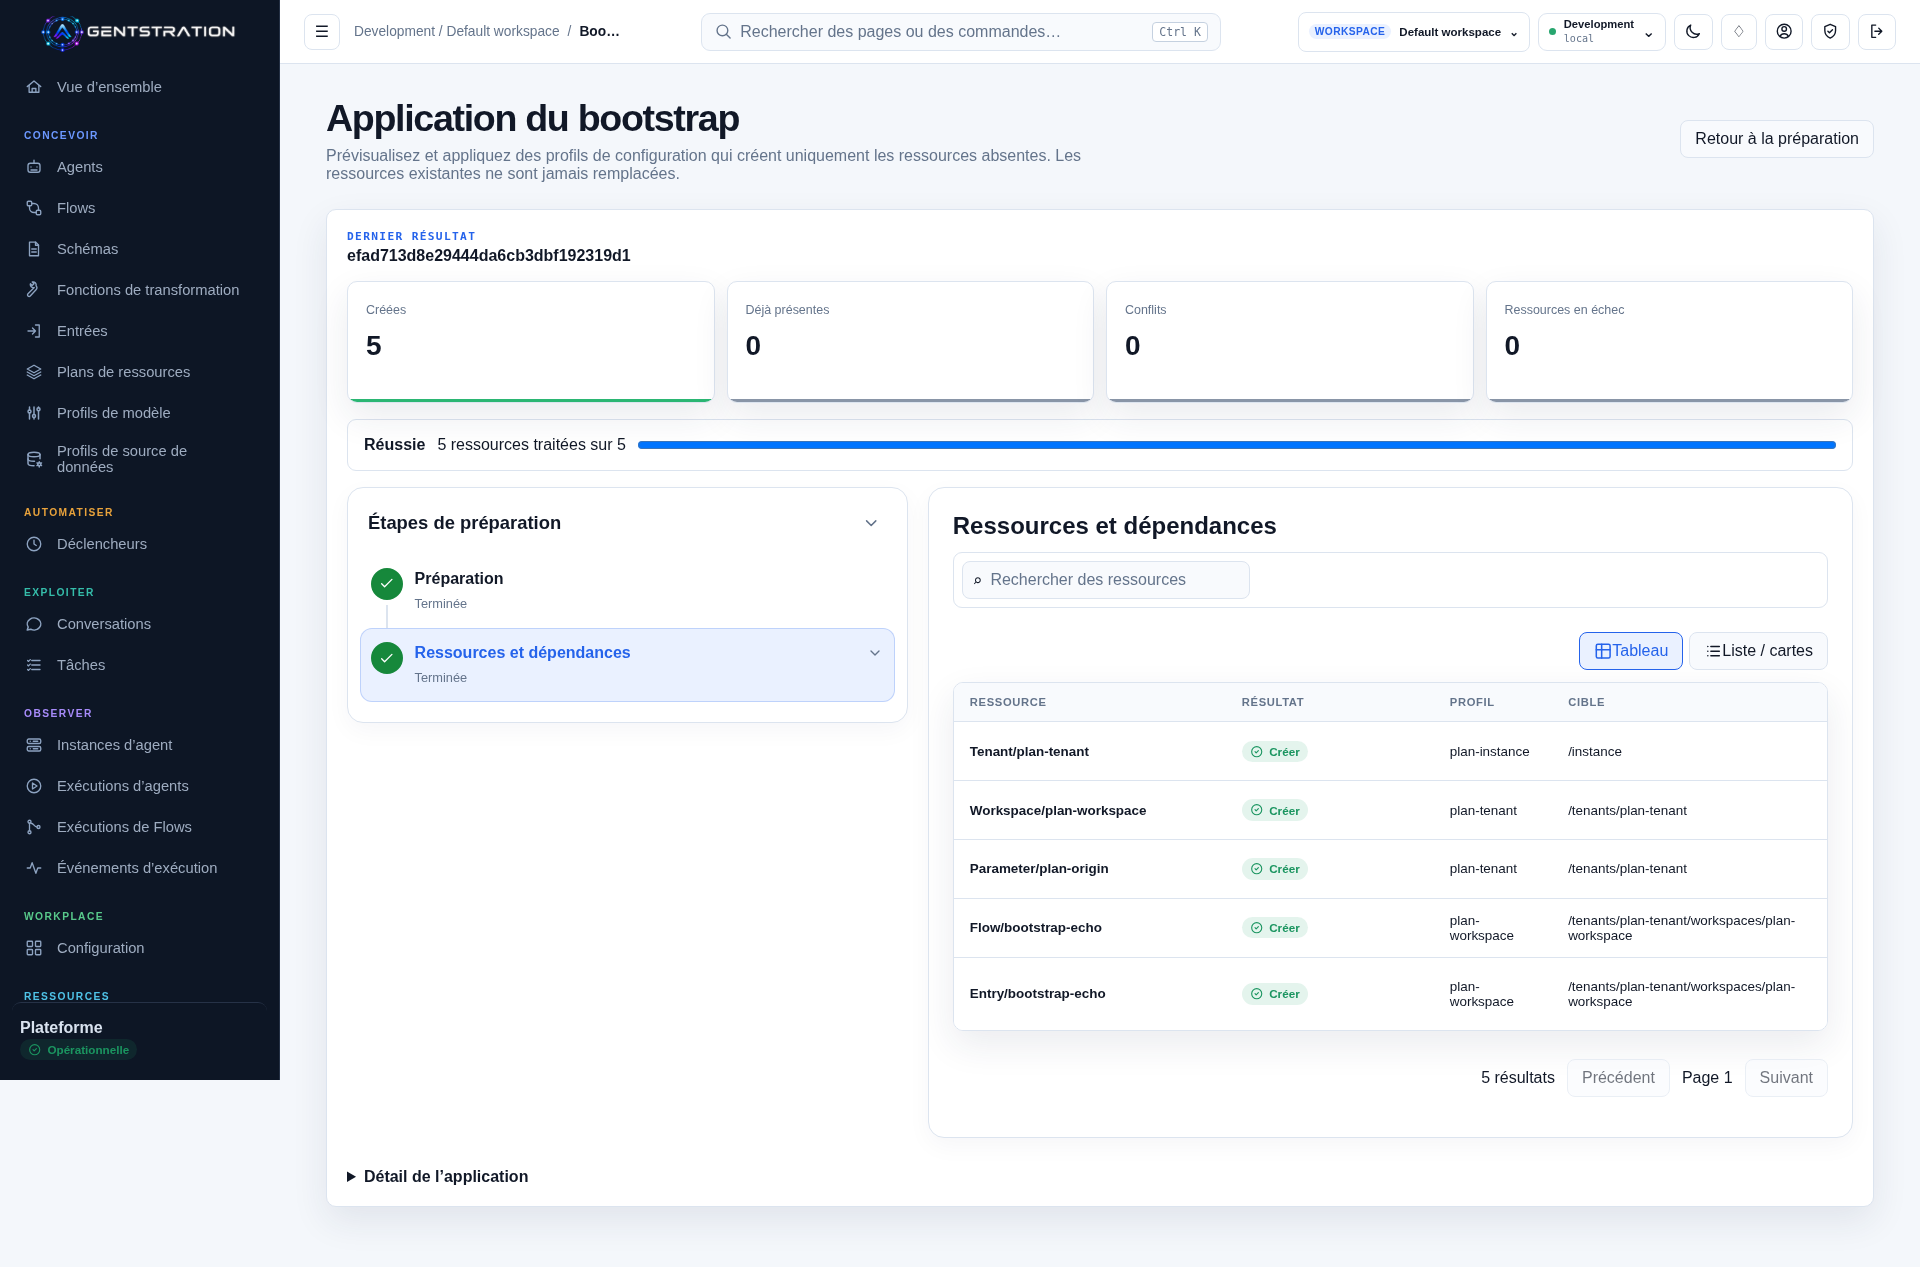 GENTSTRATION
Vue d’ensemble
CONCEVOIR
Agents
Flows
Schémas
Fonctions de transformation
Entrées
Plans de ressources
Profils de modèle
Profils de source de
données
AUTOMATISER
Déclencheurs
EXPLOITER
Conversations
Tâches
OBSERVER
Instances d’agent
Exécutions d’agents
Exécutions de Flows
Événements d’exécution
WORKPLACE
Configuration
RESSOURCES
Plateforme
Opérationnelle
Development / Default workspace / Boo…
Rechercher des pages ou des commandes…
Ctrl K
WORKSPACE Default workspace
Development
local
Application du bootstrap
Prévisualisez et appliquez des profils de configuration qui créent uniquement les ressources absentes. Les
ressources existantes ne sont jamais remplacées.
Retour à la préparation
DERNIER RÉSULTAT
efad713d8e29444da6cb3dbf192319d1
Créées
5
Déjà présentes
0
Conflits
0
Ressources en échec
0
Réussie 5 ressources traitées sur 5
Étapes de préparation
Préparation
Terminée
Ressources et dépendances
Terminée
Ressources et dépendances
Rechercher des ressources
Tableau
Liste / cartes
RESSOURCE RÉSULTAT PROFIL CIBLE
Tenant/plan-tenant Créer plan-instance /instance
Workspace/plan-workspace Créer plan-tenant /tenants/plan-tenant
Parameter/plan-origin Créer plan-tenant /tenants/plan-tenant
Flow/bootstrap-echo Créer plan-workspace /tenants/plan-tenant/workspaces/plan-workspace
Entry/bootstrap-echo Créer plan-workspace /tenants/plan-tenant/workspaces/plan-workspace
5 résultats Précédent Page 1 Suivant
Détail de l’application